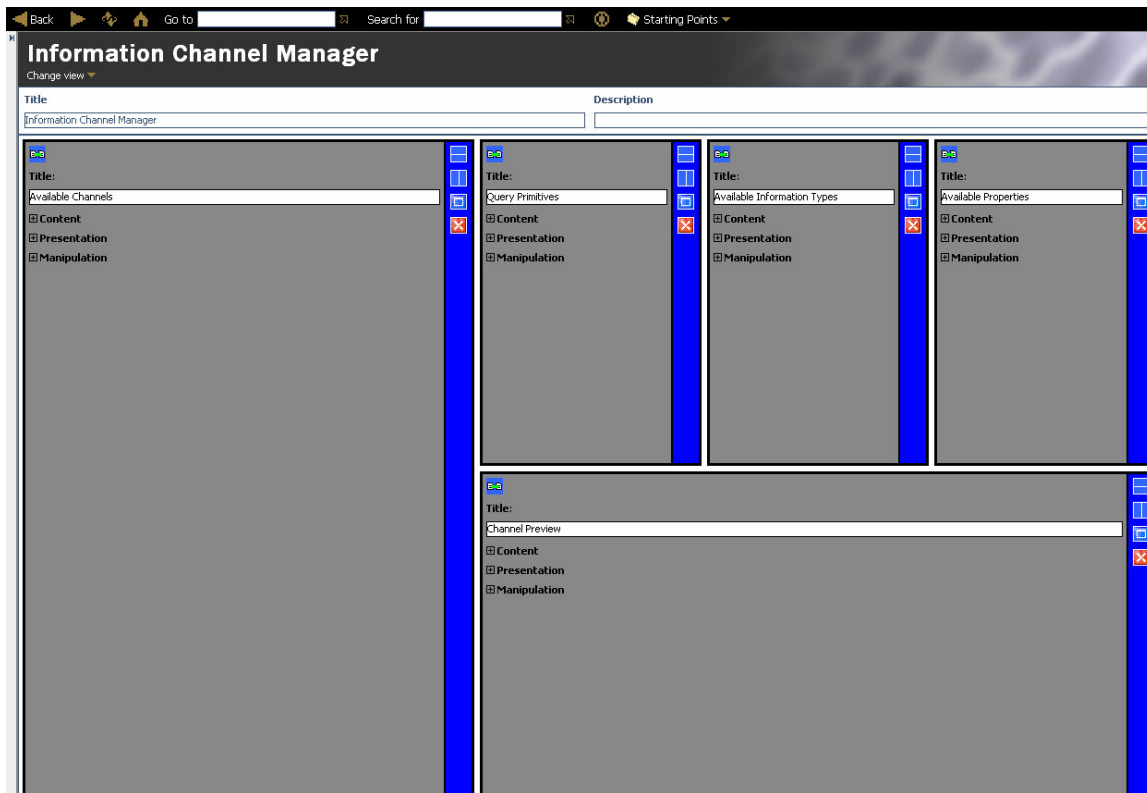 Back Go to Search for Starting Points
Information Channel Manager
Change view
Title Description
Information Channel Manager
Title:
Available Channels
Content
Presentation
Manipulation
Title:
Query Primitives
Content
Presentation
Manipulation
Title:
Available Information Types
Content
Presentation
Manipulation
Title:
Available Properties
Content
Presentation
Manipulation
Title:
Channel Preview
Content
Presentation
Manipulation